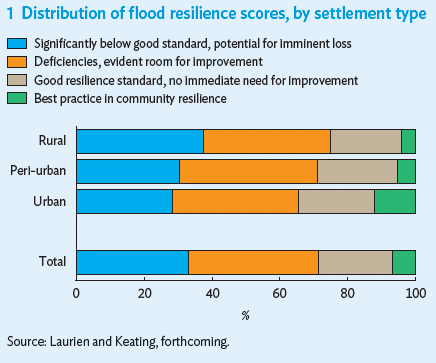 1 Distribution of flood resilience scores, by settlement type
Significantly below good standard, potential for imminent loss
Deficiencies, evident room for improvement
Good resilience standard, no immediate need for improvement
Best practice in community resilience
Rural
Peri-urban
Urban
Total
0 20 40 60 80 100
%
Source: Laurien and Keating, forthcoming.